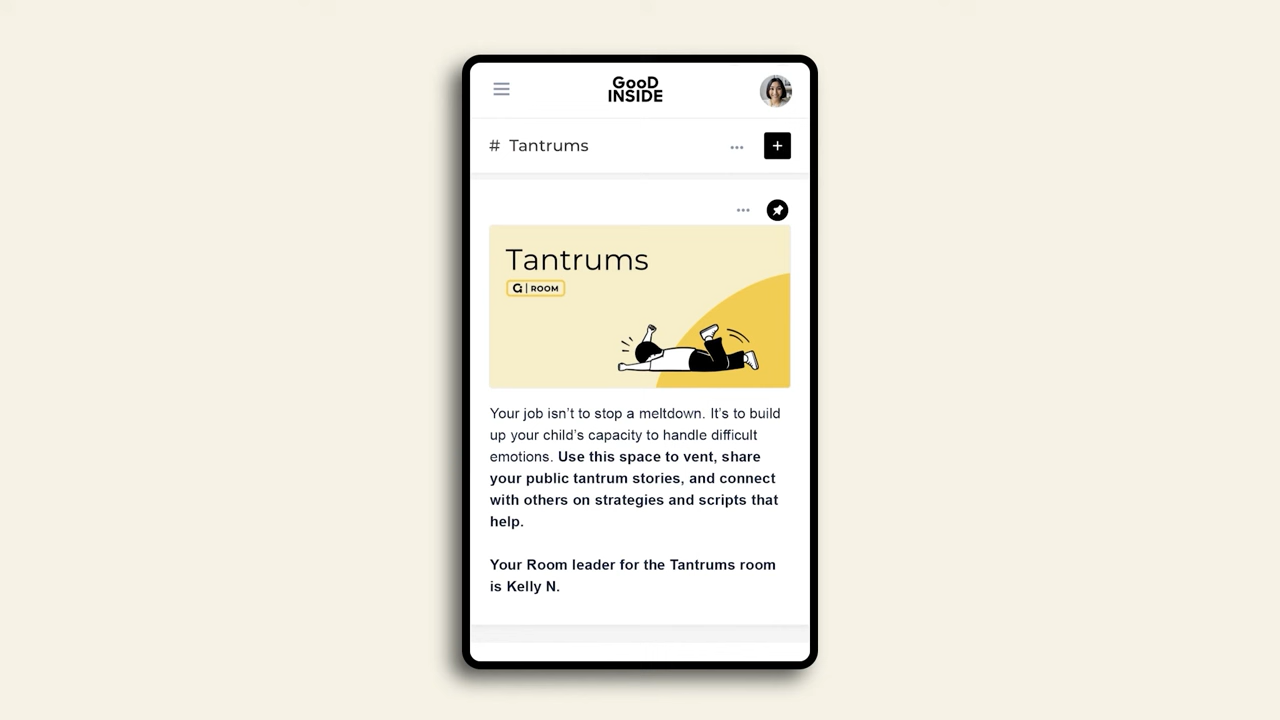 GooD
INSIDE
# Tantrums
Tantrums
G | ROOM
Your job isn’t to stop a meltdown. It’s to build
up your child’s capacity to handle difficult
emotions. Use this space to vent, share
your public tantrum stories, and connect
with others on strategies and scripts that
help.
Your Room leader for the Tantrums room
is Kelly N.